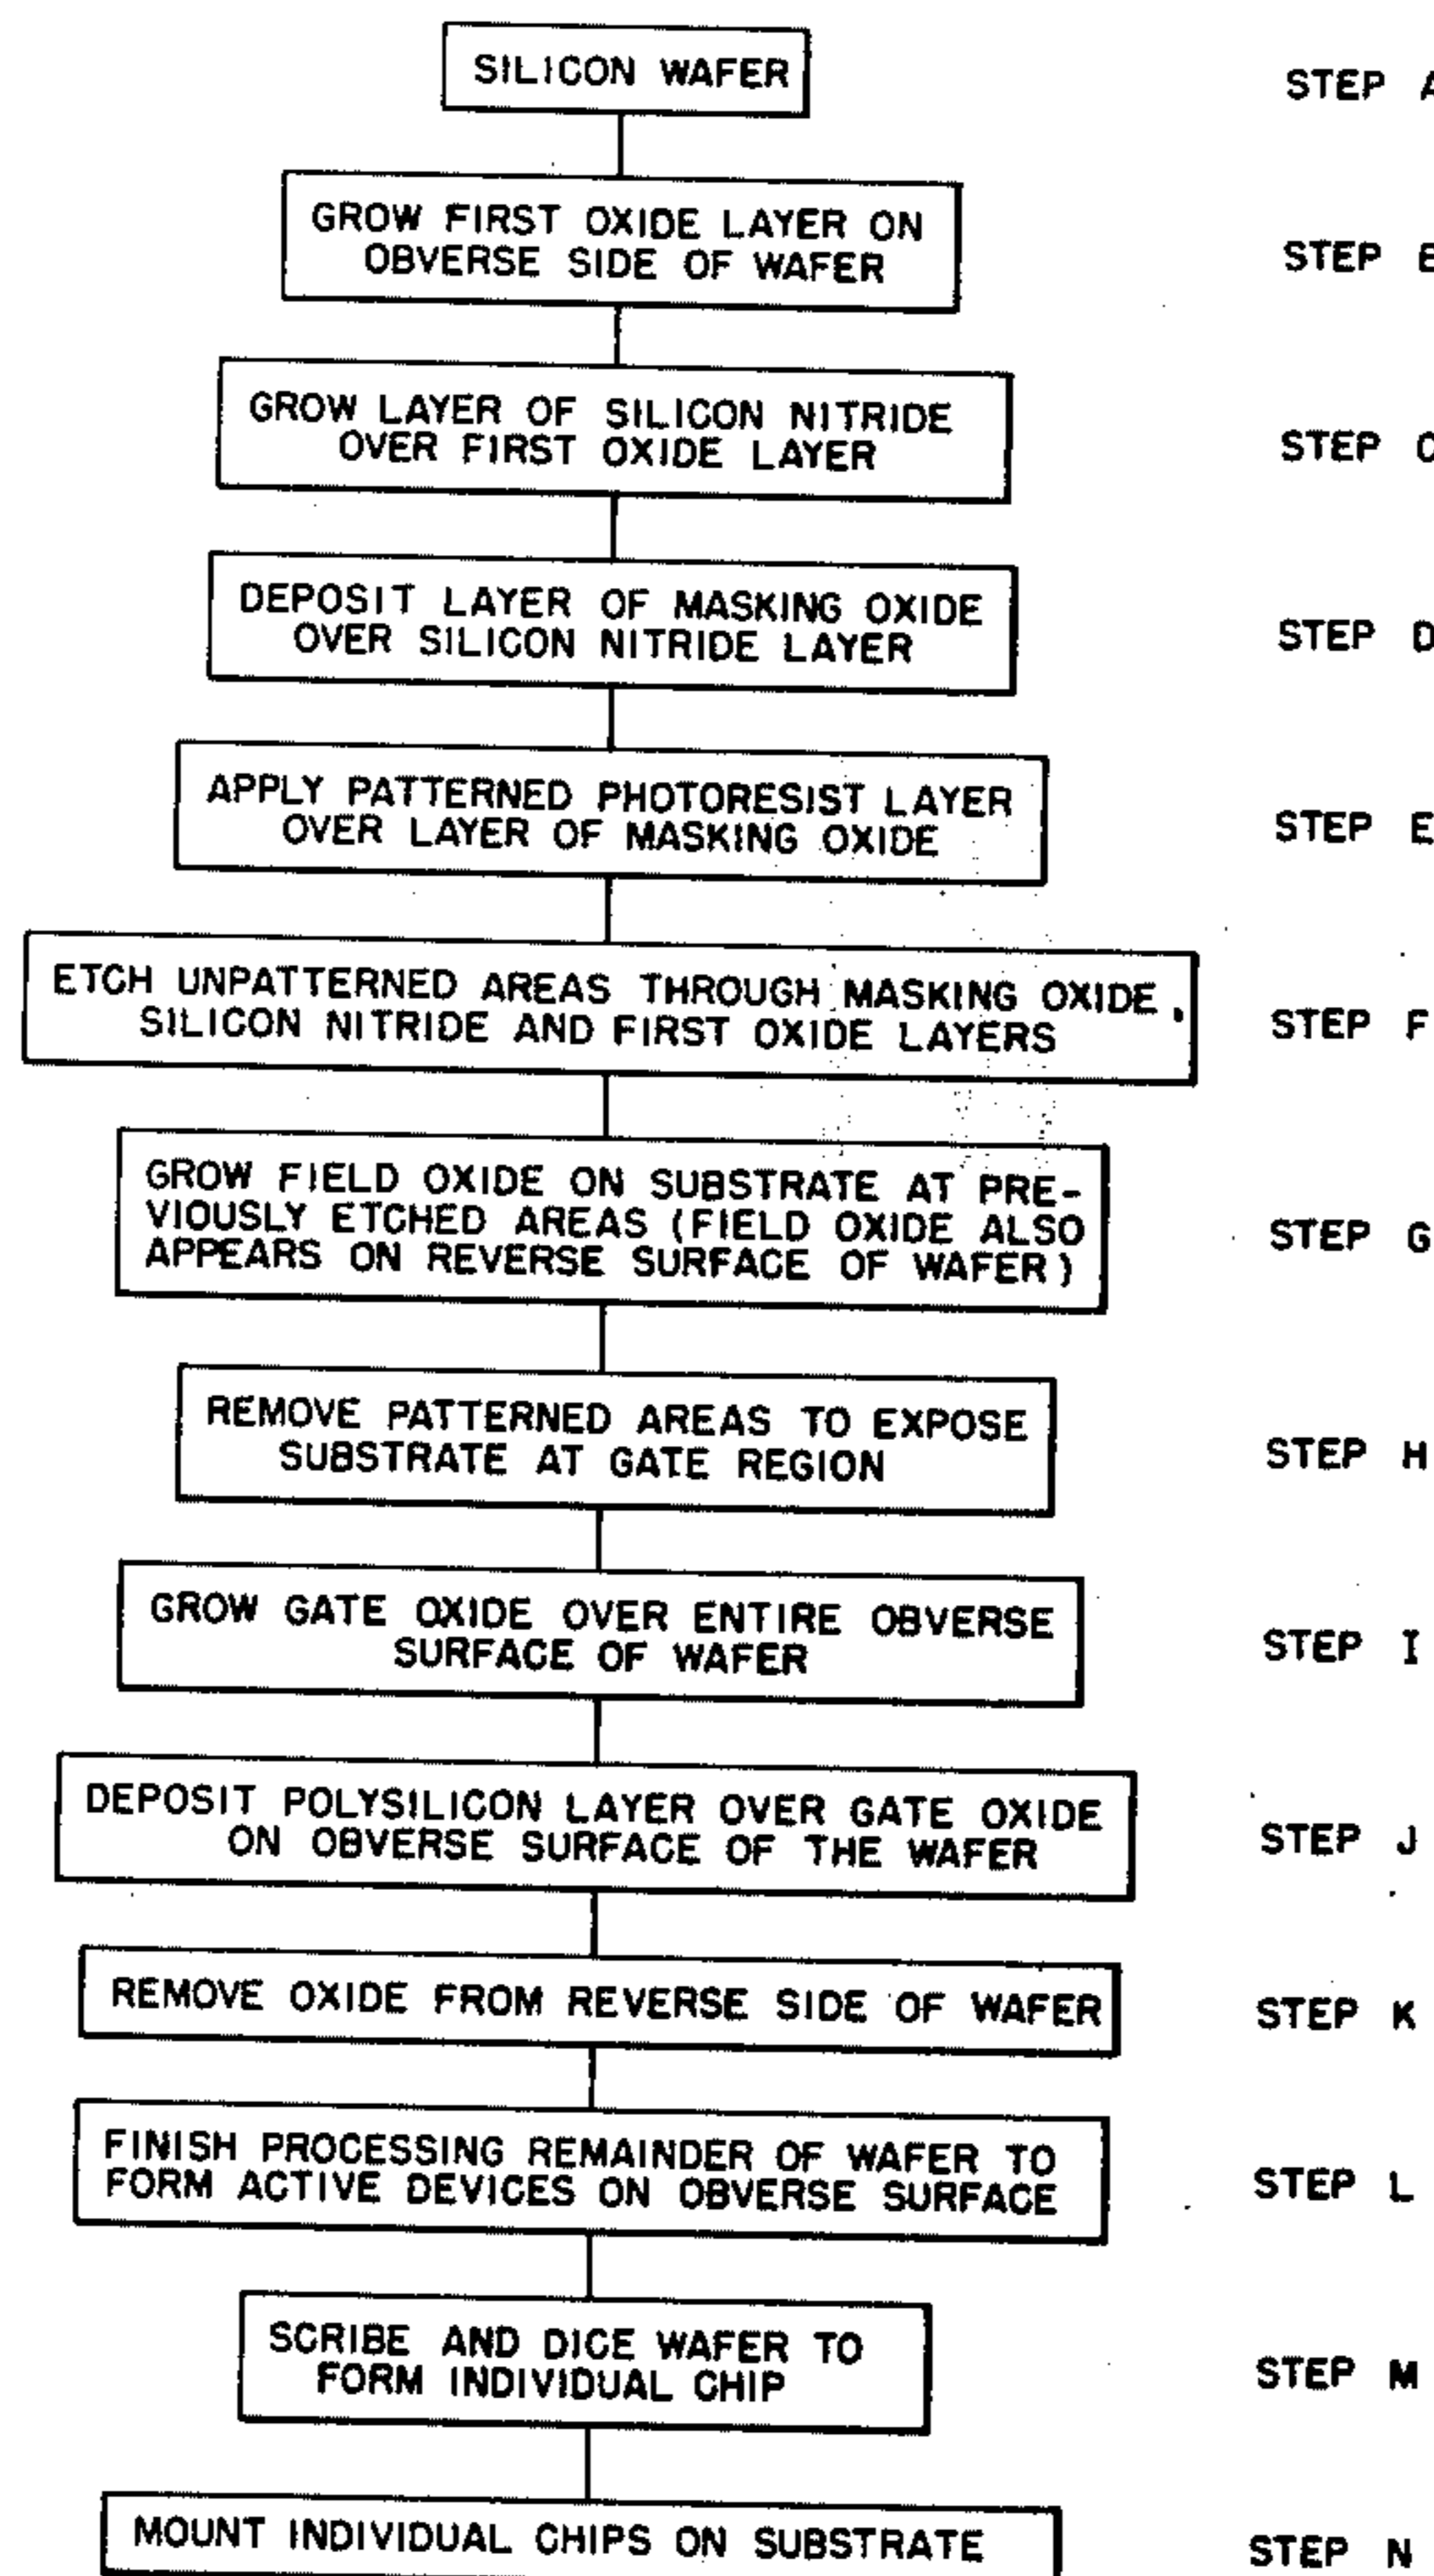 SILICON WAFER
STEP A
GROW FIRST OXIDE LAYER ON
OBVERSE SIDE OF WAFER
STEP B
GROW LAYER OF SILICON NITRIDE
OVER FIRST OXIDE LAYER
STEP C
DEPOSIT LAYER OF MASKING OXIDE
OVER SILICON NITRIDE LAYER
STEP D
APPLY PATTERNED PHOTORESIST LAYER
OVER LAYER OF MASKING OXIDE
STEP E
ETCH UNPATTERNED AREAS THROUGH MASKING OXIDE,
SILICON NITRIDE AND FIRST OXIDE LAYERS
STEP F
GROW FIELD OXIDE ON SUBSTRATE AT PRE-
VIOUSLY ETCHED AREAS (FIELD OXIDE ALSO
APPEARS ON REVERSE SURFACE OF WAFER)
STEP G
REMOVE PATTERNED AREAS TO EXPOSE
SUBSTRATE AT GATE REGION
STEP H
GROW GATE OXIDE OVER ENTIRE OBVERSE
SURFACE OF WAFER
STEP I
DEPOSIT POLYSILICON LAYER OVER GATE OXIDE
ON OBVERSE SURFACE OF THE WAFER
STEP J
REMOVE OXIDE FROM REVERSE SIDE OF WAFER
STEP K
FINISH PROCESSING REMAINDER OF WAFER TO
FORM ACTIVE DEVICES ON OBVERSE SURFACE
STEP L
SCRIBE AND DICE WAFER TO
FORM INDIVIDUAL CHIP
STEP M
MOUNT INDIVIDUAL CHIPS ON SUBSTRATE
STEP N